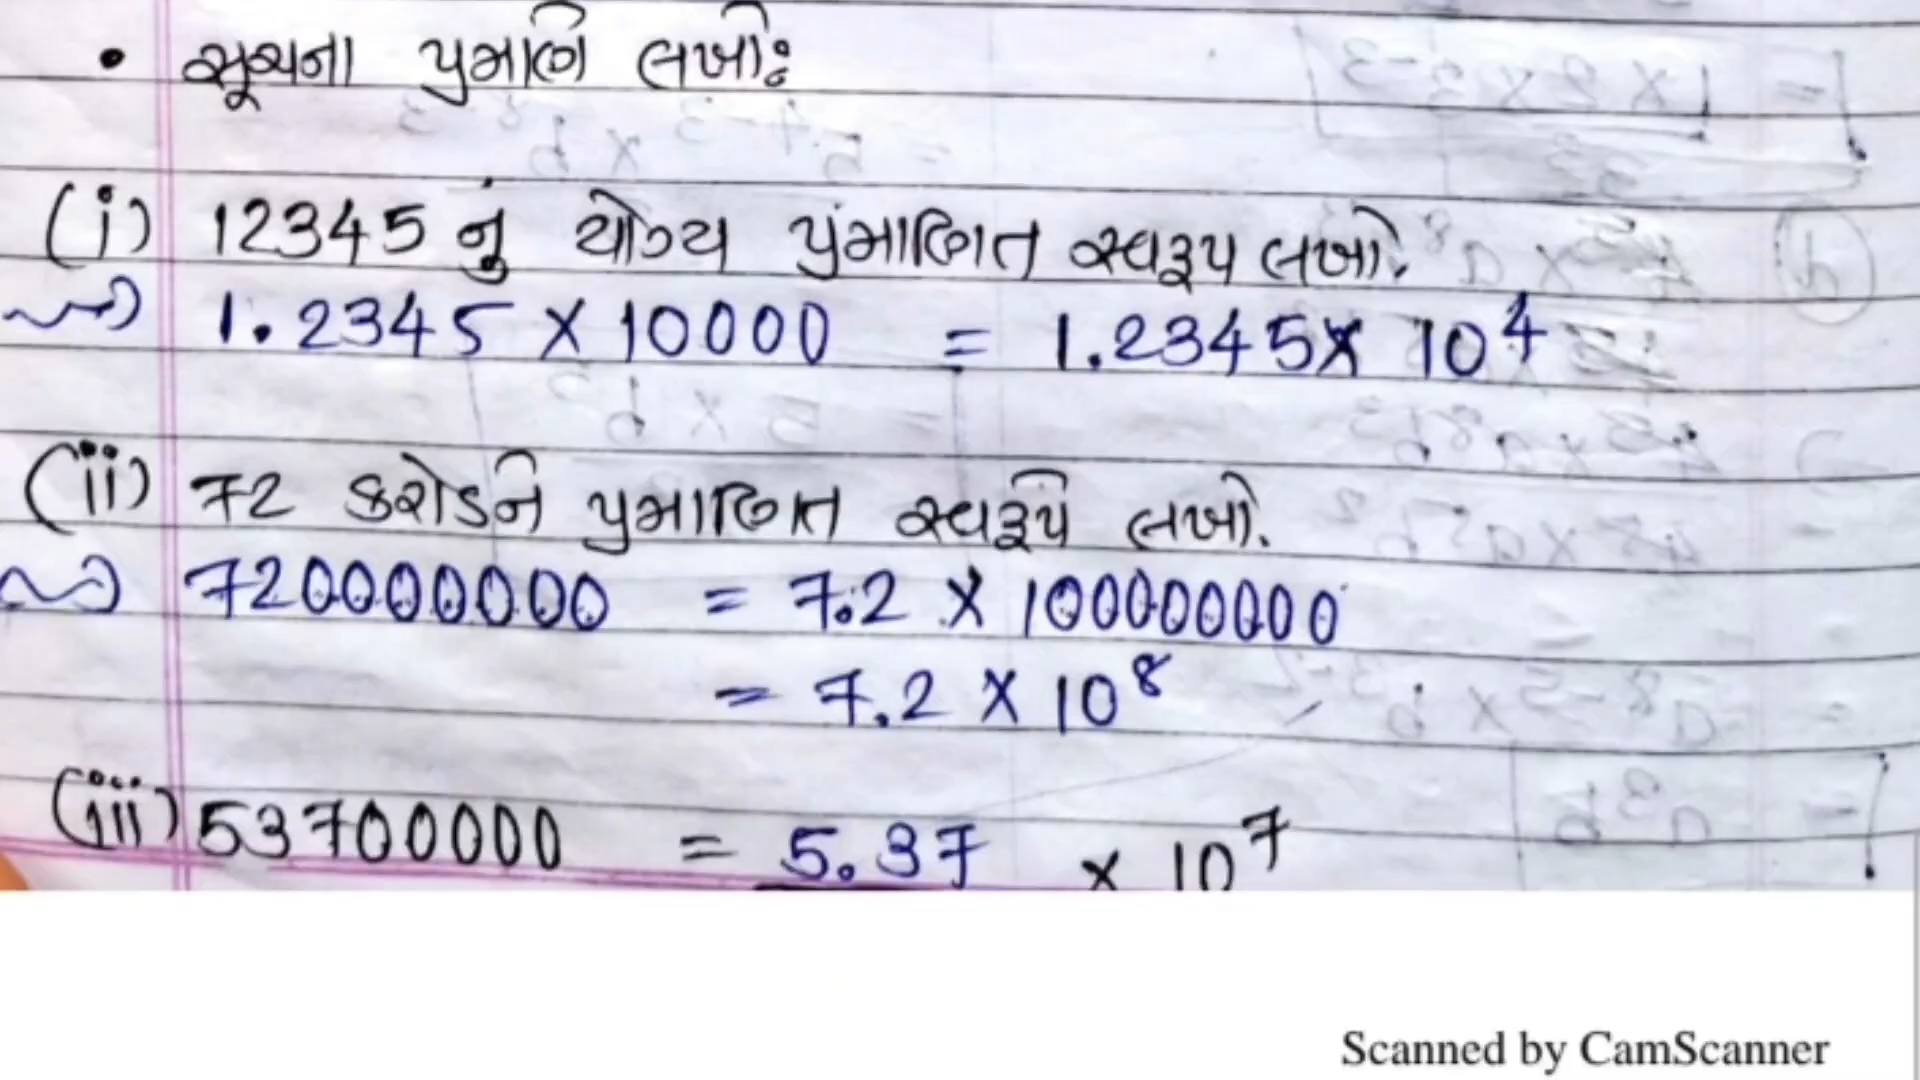 • સૂચના પ્રમાણે લખો:
(i) 12345 નું યોગ્ય પ્રમાણિત સ્વરૂપ લખો.
1.2345 × 10000 = 1.2345 × 10⁴
(ii) 72 કરોડને પ્રમાણિત સ્વરૂપે લખો.
720000000 = 7.2 × 100000000
= 7.2 × 10⁸
(iii) 53700000 = 5.37 × 10⁷
Scanned by CamScanner